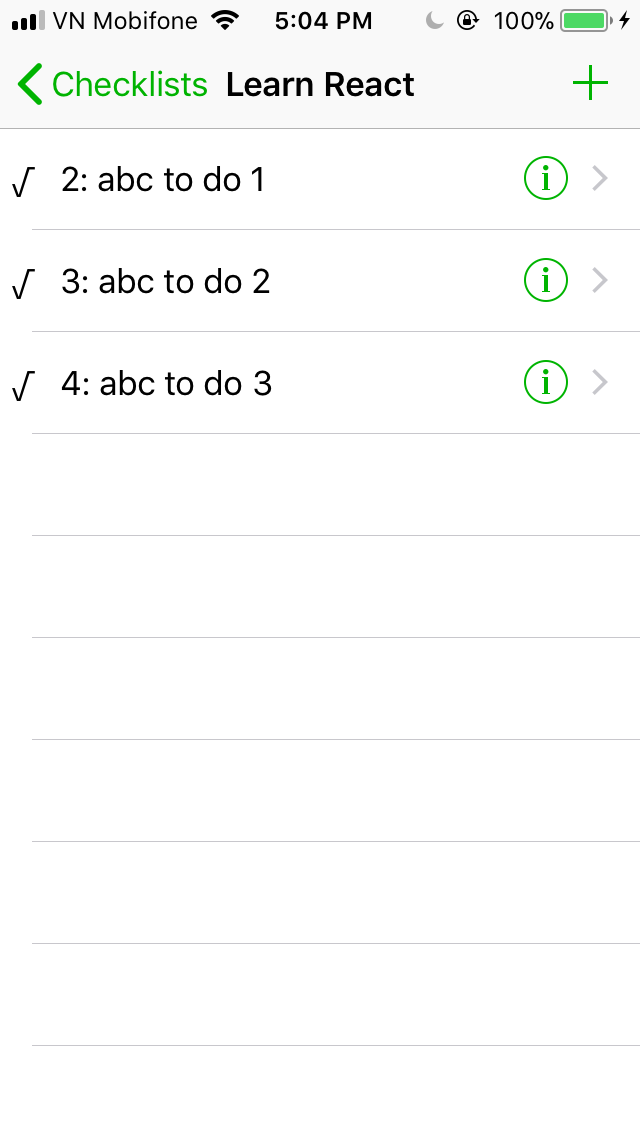 VN Mobifone 5:04 PM 100%
Checklists Learn React +
√ 2: abc to do 1 i
√ 3: abc to do 2 i
√ 4: abc to do 3 i